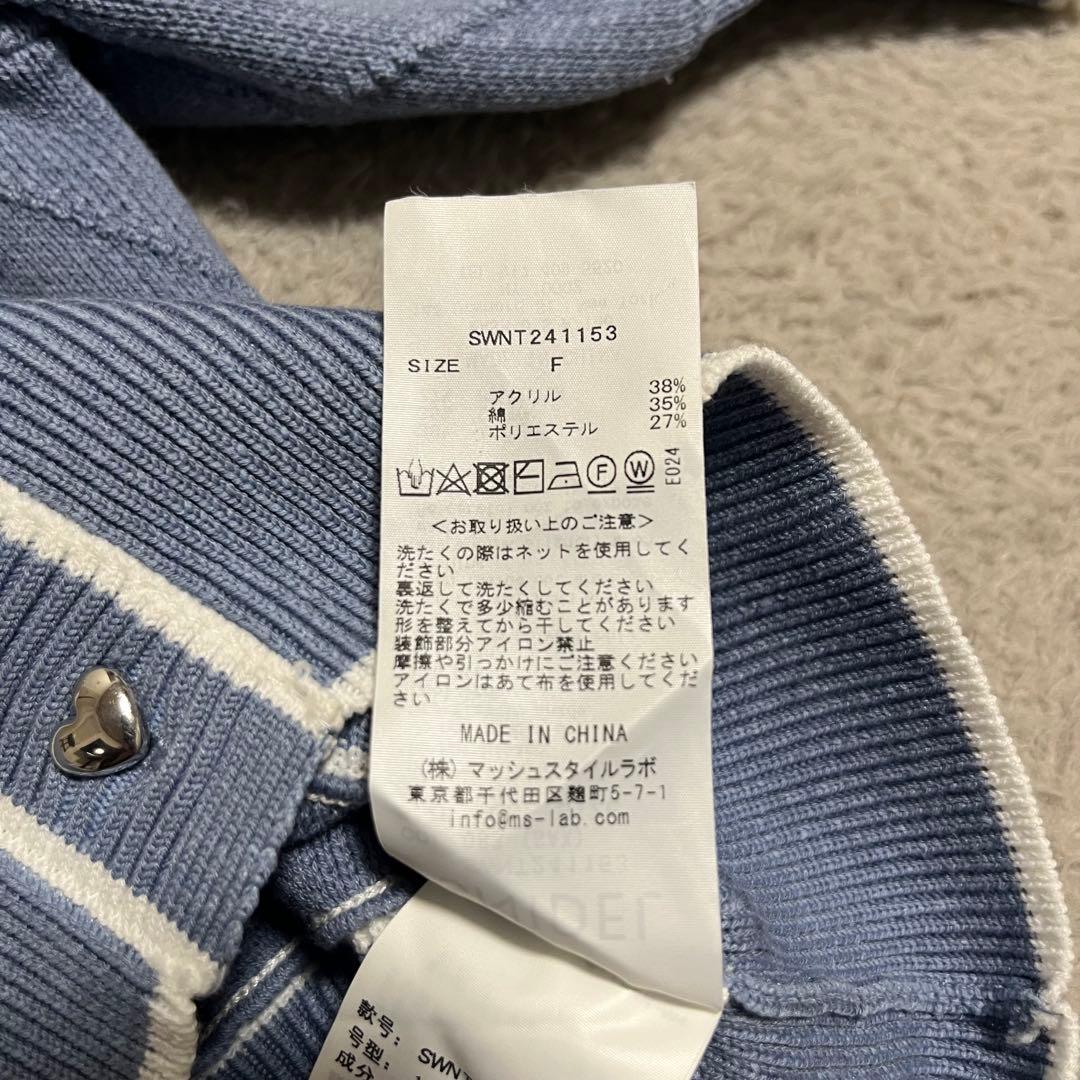 SWNT241153
SIZE F
アクリル 38%
綿 35%
ポリエステル 27%
F W E024
<お取り扱い上のご注意>
洗たくの際はネットを使用してく
ださい
裏返して洗たくしてください
洗たくで多少縮むことがあります
形を整えてから干してください
装飾部分アイロン禁止
摩擦や引っかけにご注意ください
アイロンはあて布を使用してくだ
さい
MADE IN CHINA
(株)マッシュスタイルラボ
東京都千代田区麹町5-7-1
info@ms-lab.com
款号: SWNT
号型:
成分